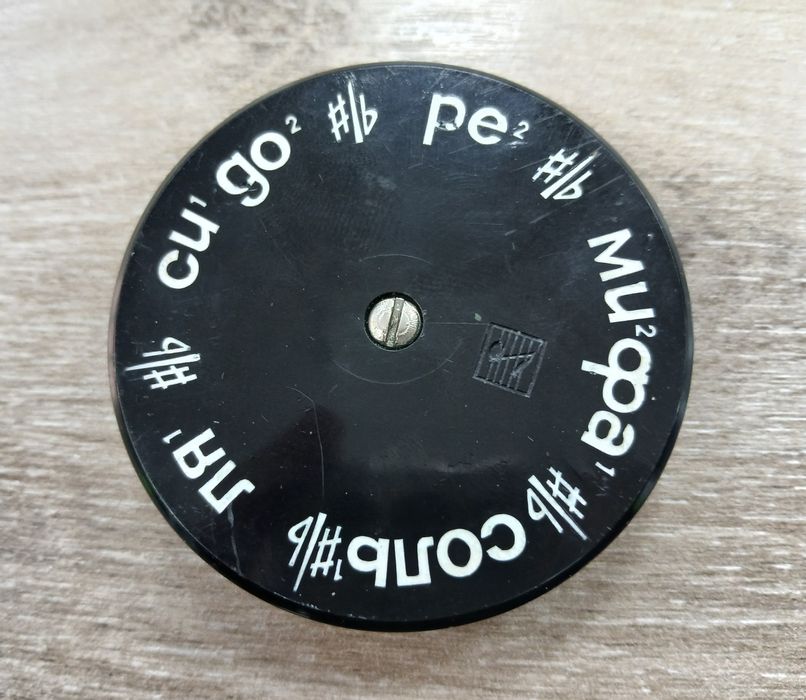 до²
#/♭
ре²
#/♭
ми²
фа¹
#/♭
соль¹
#/♭
ля¹
#/♭
си¹